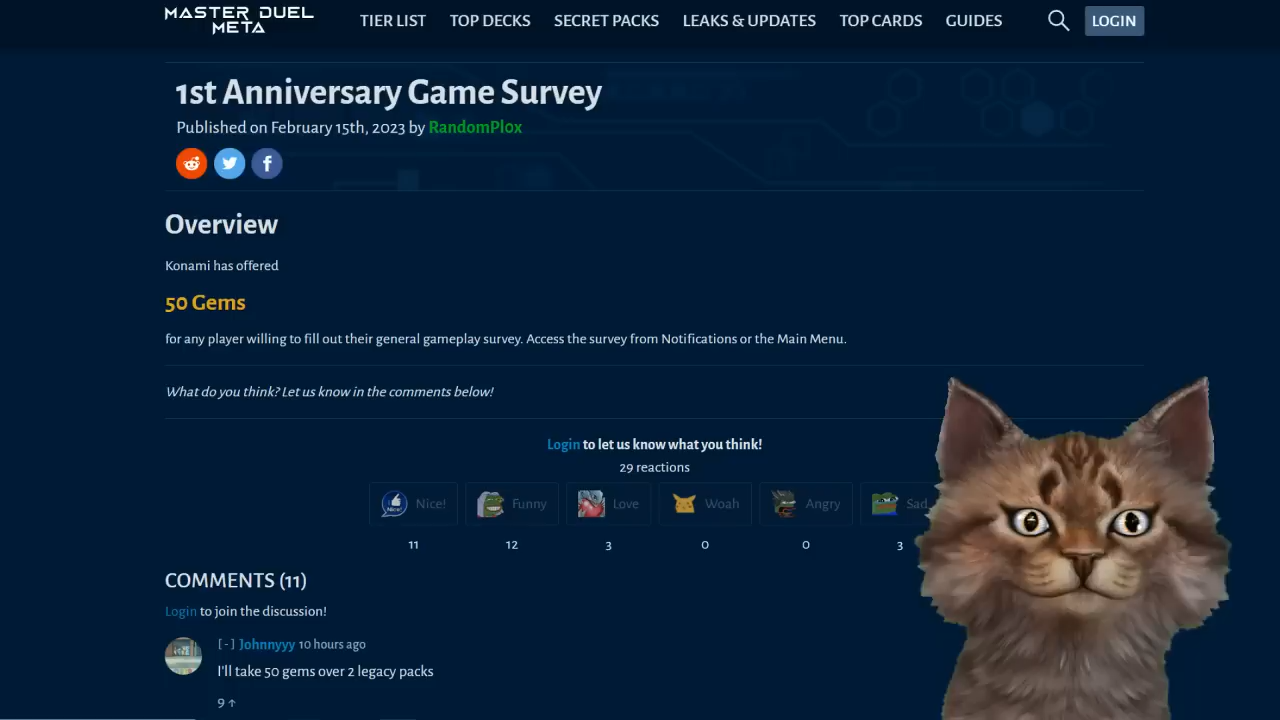 MASTER DUEL
META
TIER LIST TOP DECKS SECRET PACKS LEAKS & UPDATES TOP CARDS GUIDES LOGIN
1st Anniversary Game Survey
Published on February 15th, 2023 by RandomPl0x
Overview
Konami has offered
50 Gems
for any player willing to fill out their general gameplay survey. Access the survey from Notifications or the Main Menu.
What do you think? Let us know in the comments below!
Login to let us know what you think!
29 reactions
Nice! Funny Love Woah Angry Sad
11 12 3 0 0 3
COMMENTS (11)
Login to join the discussion!
[ - ] Johnnyyy 10 hours ago
I'll take 50 gems over 2 legacy packs
9 ↑